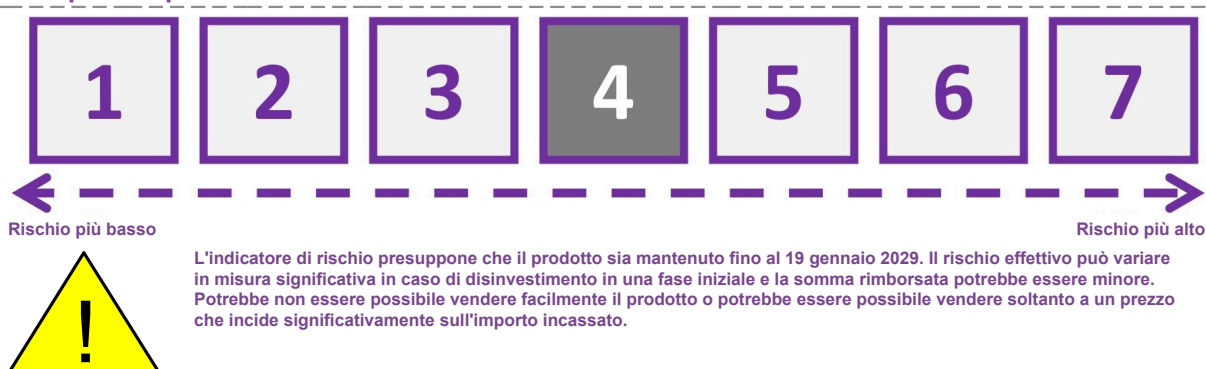 1 2 3 4 5 6 7
Rischio più basso Rischio più alto
L'indicatore di rischio presuppone che il prodotto sia mantenuto fino al 19 gennaio 2029. Il rischio effettivo può variare
in misura significativa in caso di disinvestimento in una fase iniziale e la somma rimborsata potrebbe essere minore.
Potrebbe non essere possibile vendere facilmente il prodotto o potrebbe essere possibile vendere soltanto a un prezzo
che incide significativamente sull'importo incassato.
!